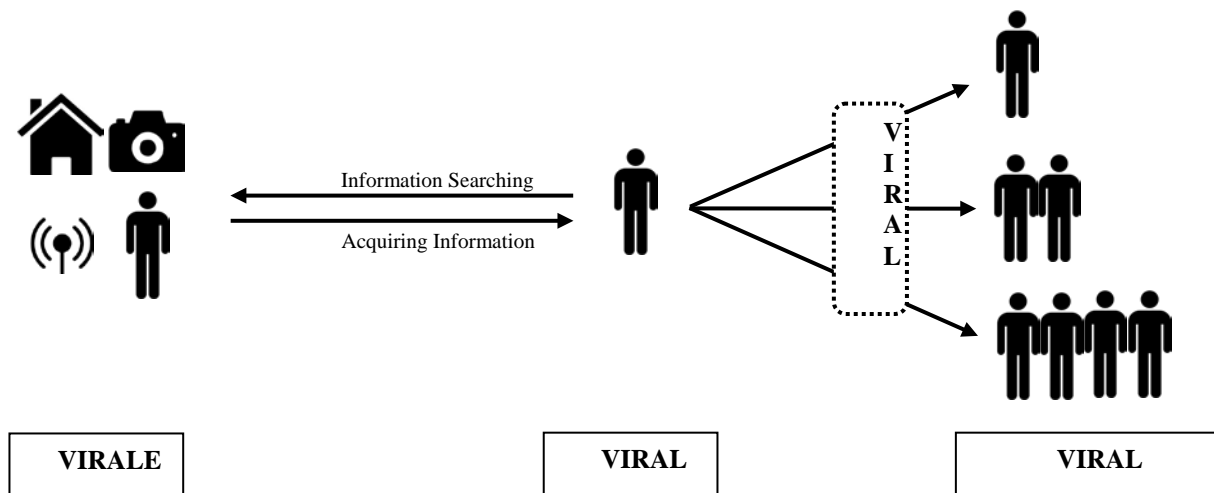 Information Searching
Acquiring Information
V
I
R
A
L
VIRALE
VIRAL
VIRAL